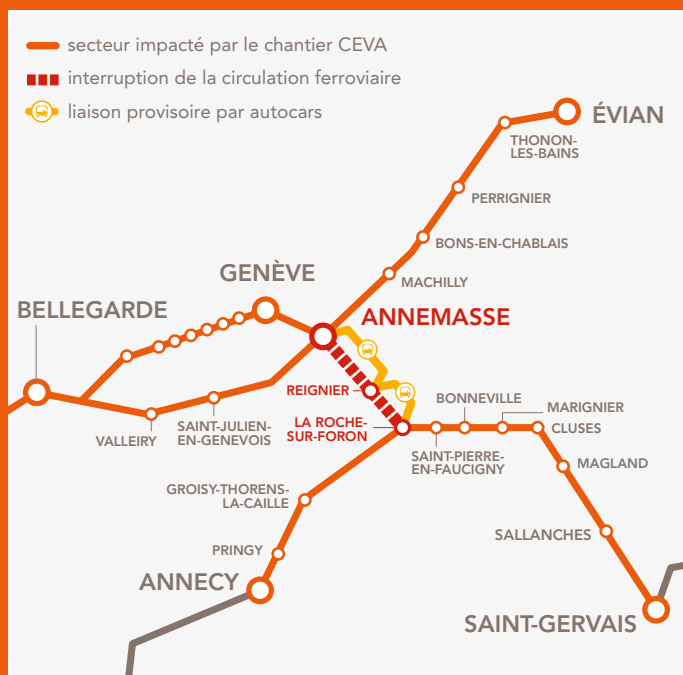 secteur impacté par le chantier CEVA
interruption de la circulation ferroviaire
liaison provisoire par autocars
ÉVIAN
THONON-
LES-BAINS
PERRIGNIER
BONS-EN-CHABLAIS
MACHILLY
GENÈVE
BELLEGARDE
ANNEMASSE
REIGNIER
LA ROCHE-
SUR-FORON
VALLEIRY
SAINT-JULIEN-
EN-GENEVOIS
BONNEVILLE
MARIGNIER
CLUSES
SAINT-PIERRE-
EN-FAUCIGNY
MAGLAND
GROISY-THORENS-
LA-CAILLE
SALLANCHES
PRINGY
ANNECY
SAINT-GERVAIS